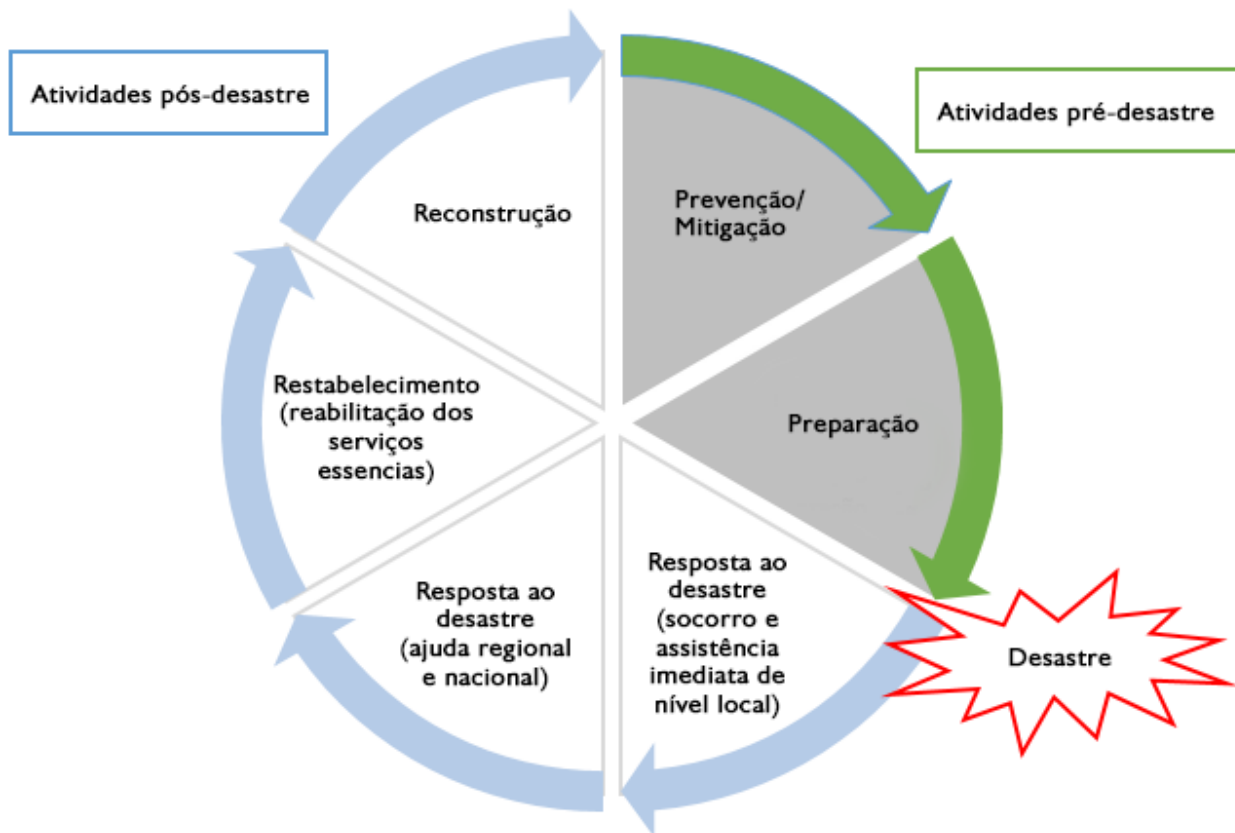 Atividades pós-desastre
Atividades pré-desastre
Prevenção/
Mitigação
Preparação
Desastre
Resposta ao
desastre
(socorro e
assistência
imediata de
nível local)
Resposta ao
desastre
(ajuda regional
e nacional)
Restabelecimento
(reabilitação dos
serviços
essencias)
Reconstrução